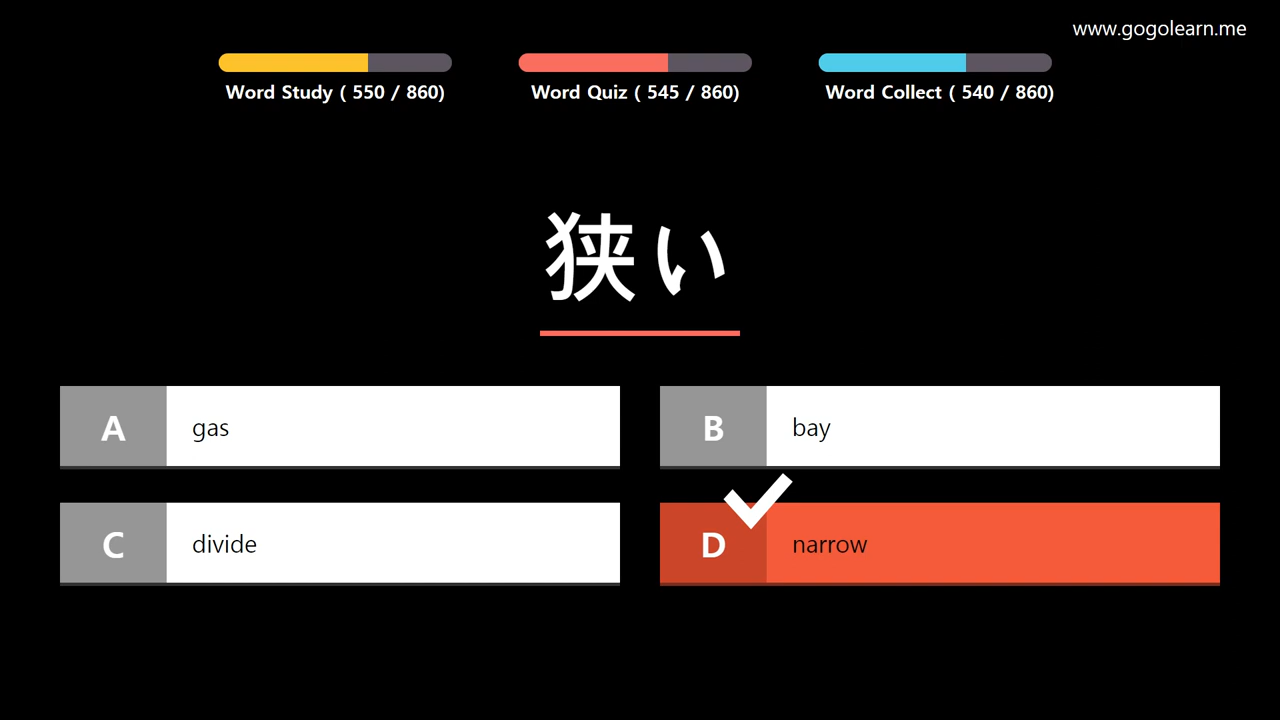 www.gogolearn.me
Word Study ( 550 / 860)
Word Quiz ( 545 / 860)
Word Collect ( 540 / 860)
狭い
A gas
B bay
C divide
D narrow